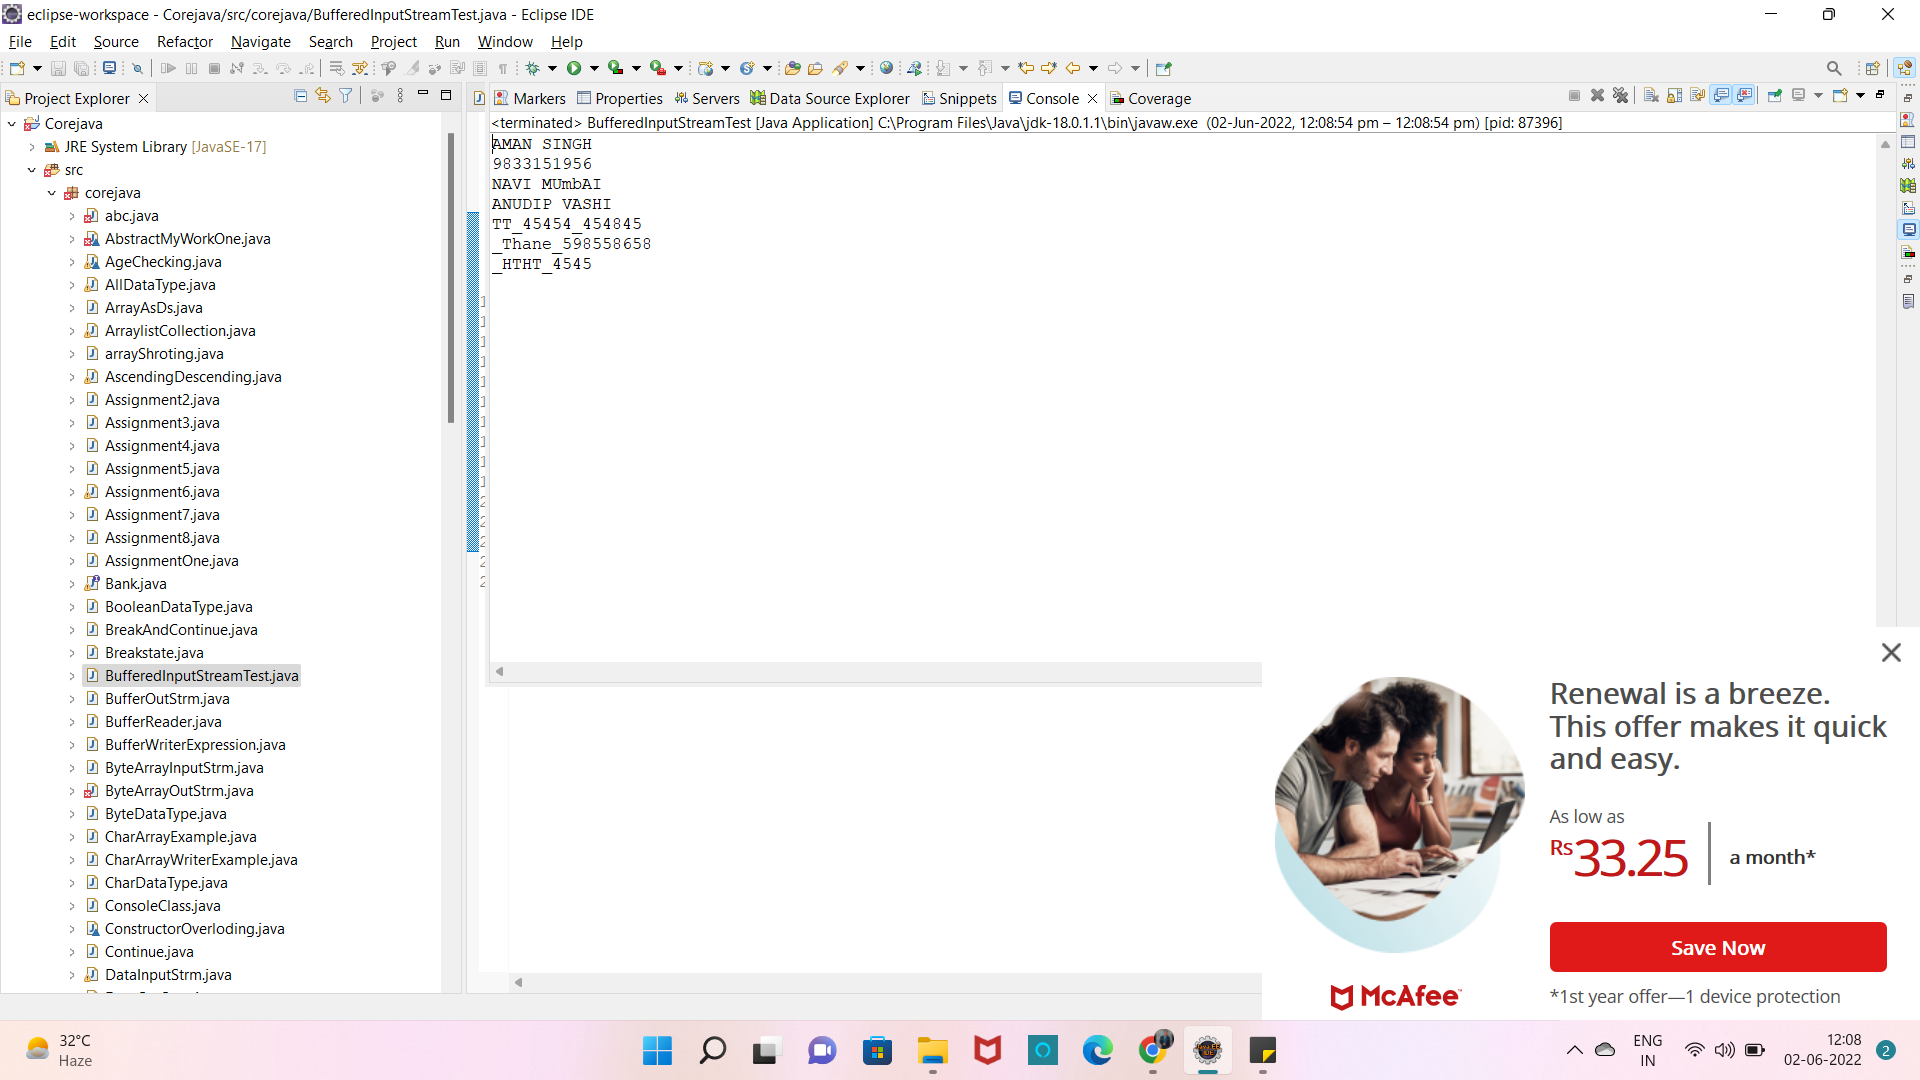 eclipse-workspace - Corejava/src/corejava/BufferedInputStreamTest.java - Eclipse IDE
File Edit Source Refactor Navigate Search Project Run Window Help
Project Explorer
Markers Properties Servers Data Source Explorer Snippets Console Coverage
<terminated> BufferedInputStreamTest [Java Application] C:\Program Files\Java\jdk-18.0.1.1\bin\javaw.exe (02-Jun-2022, 12:08:54 pm – 12:08:54 pm) [pid: 87396]
Corejava
JRE System Library [JavaSE-17]
src
corejava
abc.java
AbstractMyWorkOne.java
AgeChecking.java
AllDataType.java
ArrayAsDs.java
ArraylistCollection.java
arrayShroting.java
AscendingDescending.java
Assignment2.java
Assignment3.java
Assignment4.java
Assignment5.java
Assignment6.java
Assignment7.java
Assignment8.java
AssignmentOne.java
Bank.java
BooleanDataType.java
BreakAndContinue.java
Breakstate.java
BufferedInputStreamTest.java
BufferOutStrm.java
BufferReader.java
BufferWriterExpression.java
ByteArrayInputStrm.java
ByteArrayOutStrm.java
ByteDataType.java
CharArrayExample.java
CharArrayWriterExample.java
CharDataType.java
ConsoleClass.java
ConstructorOverloding.java
Continue.java
DataInputStrm.java
AMAN SINGH
9833151956
NAVI MUmbAI
ANUDIP VASHI
TT_45454_454845
_Thane_598558658
_HTHT_4545
Renewal is a breeze.
This offer makes it quick
and easy.
As low as
Rs33.25 a month*
Save Now
McAfee™
*1st year offer—1 device protection
32°C
Haze
ENG
IN
12:08
02-06-2022
2